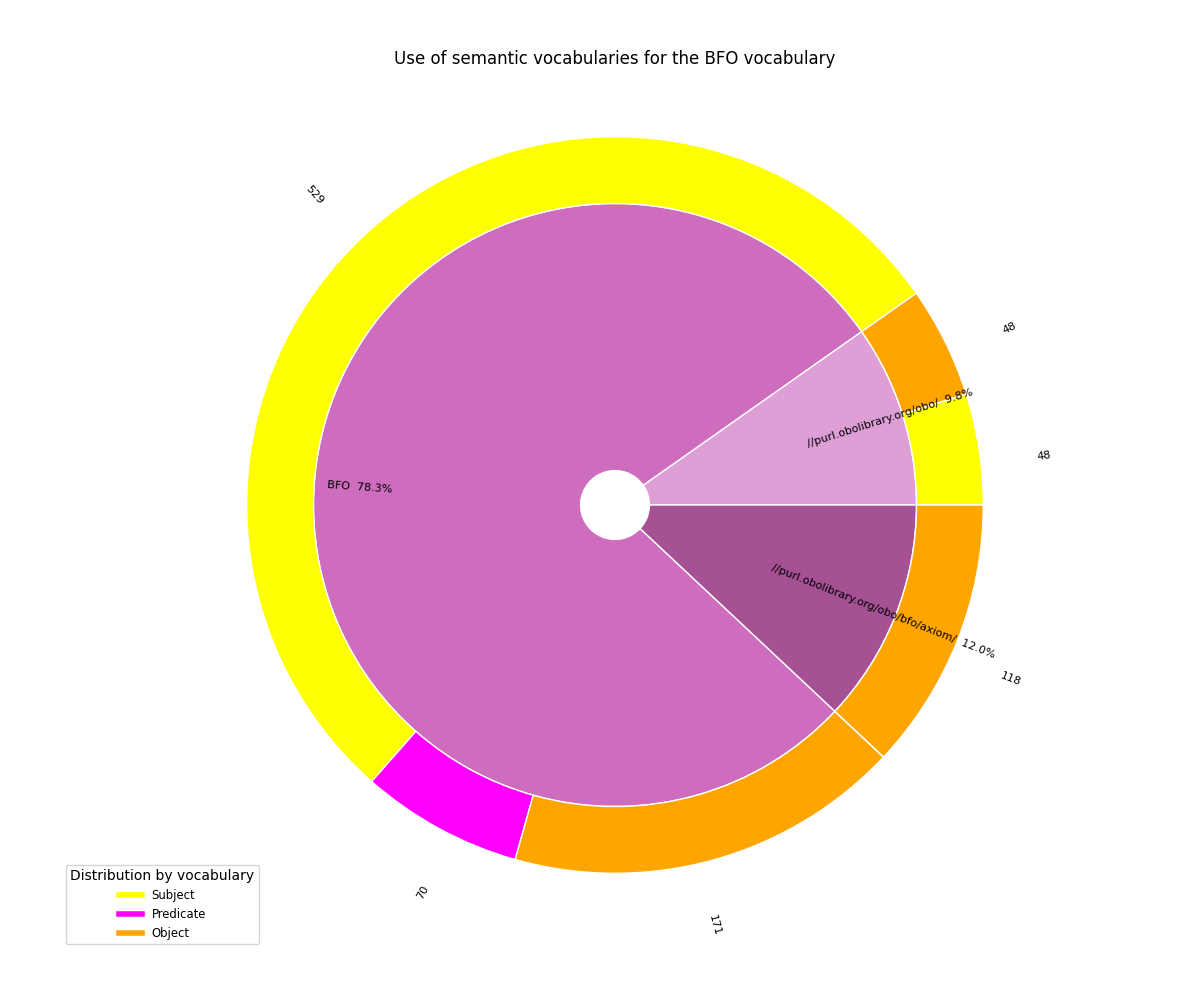 Use of semantic vocabularies for the BFO vocabulary
529
48
//purl.obolibrary.org/obo/  9.8%
48
BFO  78.3%
//purl.obolibrary.org/obo/bfo/axiom/  12.0%
118
70
171
Distribution by vocabulary
Subject
Predicate
Object